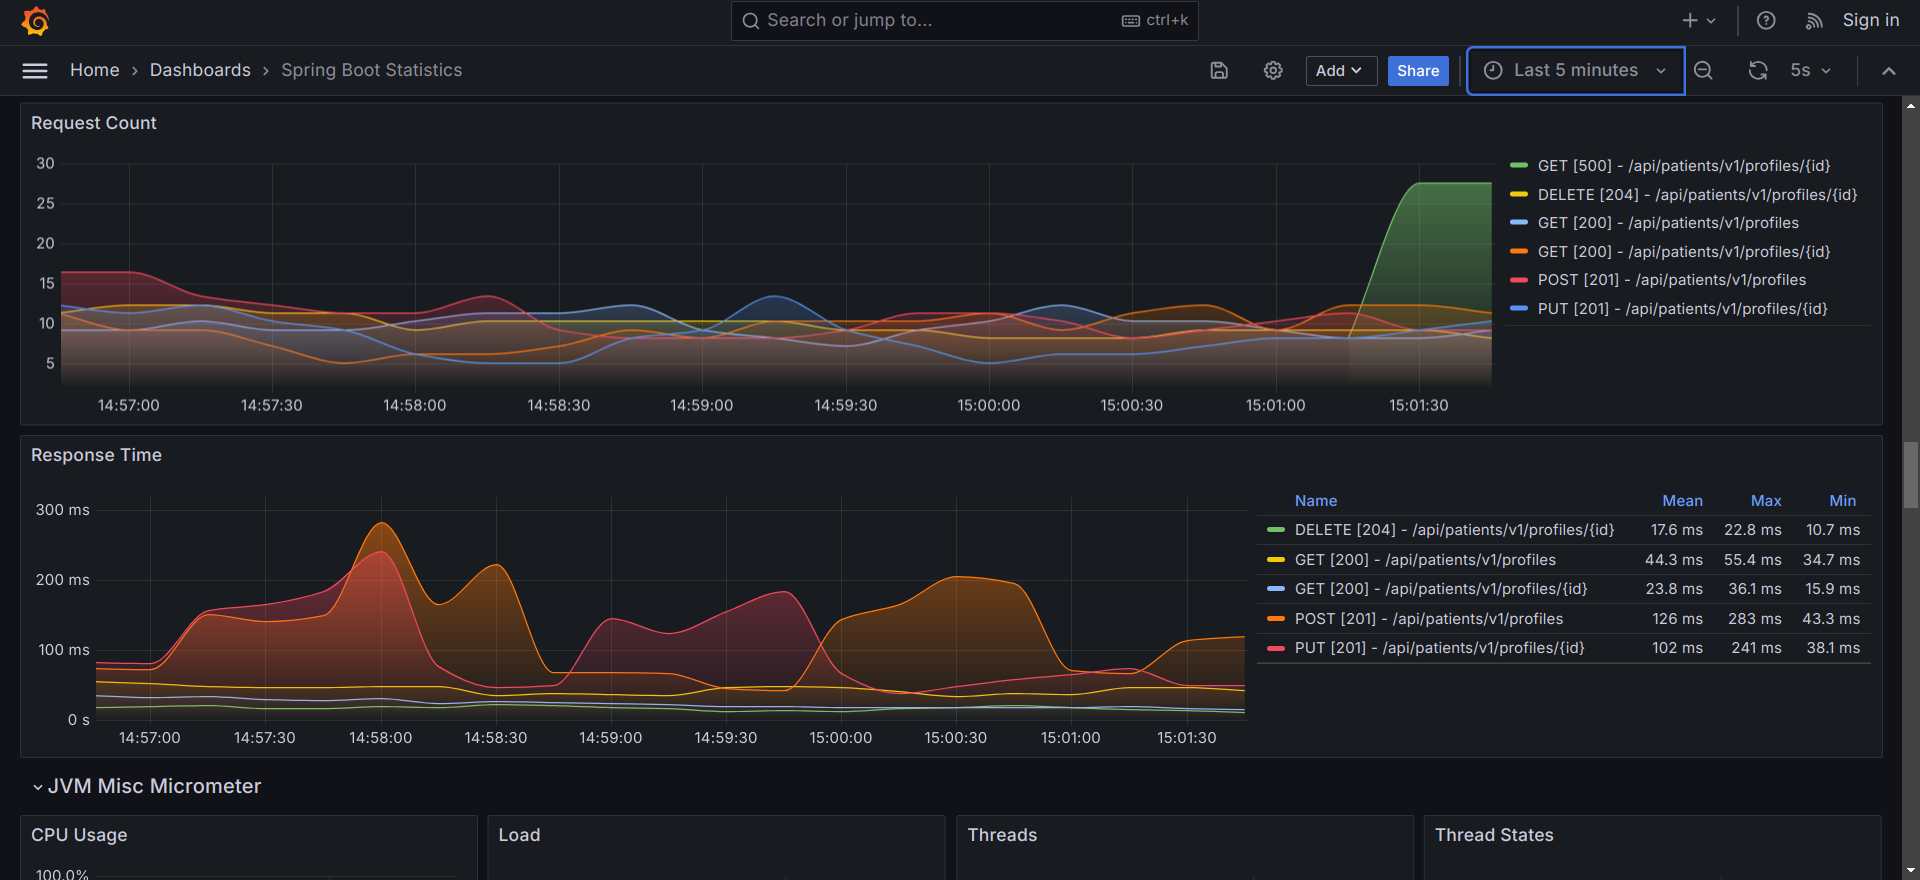 Search or jump to...
ctrl+k
Sign in
Home › Dashboards › Spring Boot Statistics
Add
Share
Last 5 minutes
5s
Request Count
30
25
20
15
10
5
14:57:00 14:57:30 14:58:00 14:58:30 14:59:00 14:59:30 15:00:00 15:00:30 15:01:00 15:01:30
GET [500] - /api/patients/v1/profiles/{id}
DELETE [204] - /api/patients/v1/profiles/{id}
GET [200] - /api/patients/v1/profiles
GET [200] - /api/patients/v1/profiles/{id}
POST [201] - /api/patients/v1/profiles
PUT [201] - /api/patients/v1/profiles/{id}
Response Time
300 ms
200 ms
100 ms
0 s
14:57:00 14:57:30 14:58:00 14:58:30 14:59:00 14:59:30 15:00:00 15:00:30 15:01:00 15:01:30
Name Mean Max Min
DELETE [204] - /api/patients/v1/profiles/{id} 17.6 ms 22.8 ms 10.7 ms
GET [200] - /api/patients/v1/profiles 44.3 ms 55.4 ms 34.7 ms
GET [200] - /api/patients/v1/profiles/{id} 23.8 ms 36.1 ms 15.9 ms
POST [201] - /api/patients/v1/profiles 126 ms 283 ms 43.3 ms
PUT [201] - /api/patients/v1/profiles/{id} 102 ms 241 ms 38.1 ms
JVM Misc Micrometer
CPU Usage
Load
Threads
Thread States
100.0%